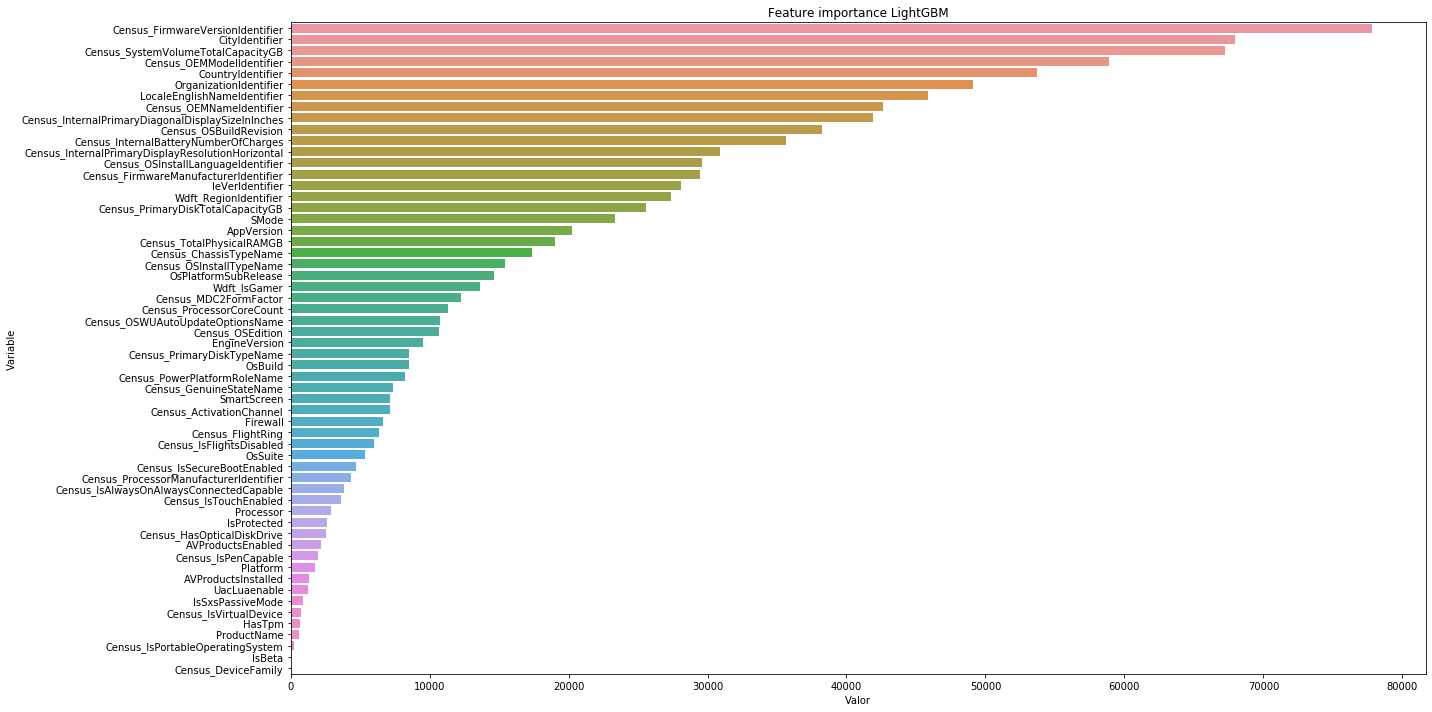 Feature importance LightGBM
Census_FirmwareVersionIdentifier
CityIdentifier
Census_SystemVolumeTotalCapacityGB
Census_OEMModelIdentifier
CountryIdentifier
OrganizationIdentifier
LocaleEnglishNameIdentifier
Census_OEMNameIdentifier
Census_InternalPrimaryDiagonalDisplaySizeInInches
Census_OSBuildRevision
Census_InternalBatteryNumberOfCharges
Census_InternalPrimaryDisplayResolutionHorizontal
Census_OSInstallLanguageIdentifier
Census_FirmwareManufacturerIdentifier
IeVerIdentifier
Wdft_RegionIdentifier
Census_PrimaryDiskTotalCapacityGB
SMode
AppVersion
Census_TotalPhysicalRAMGB
Census_ChassisTypeName
Census_OSInstallTypeName
OsPlatformSubRelease
Wdft_IsGamer
Census_MDC2FormFactor
Census_ProcessorCoreCount
Census_OSWUAutoUpdateOptionsName
Census_OSEdition
EngineVersion
Census_PrimaryDiskTypeName
OsBuild
Census_PowerPlatformRoleName
Census_GenuineStateName
SmartScreen
Census_ActivationChannel
Firewall
Census_FlightRing
Census_IsFlightsDisabled
OsSuite
Census_IsSecureBootEnabled
Census_ProcessorManufacturerIdentifier
Census_IsAlwaysOnAlwaysConnectedCapable
Census_IsTouchEnabled
Processor
IsProtected
Census_HasOpticalDiskDrive
AVProductsEnabled
Census_IsPenCapable
Platform
AVProductsInstalled
UacLuaenable
IsSxsPassiveMode
Census_IsVirtualDevice
HasTpm
ProductName
Census_IsPortableOperatingSystem
IsBeta
Census_DeviceFamily
Variable
0 10000 20000 30000 40000 50000 60000 70000 80000
Valor